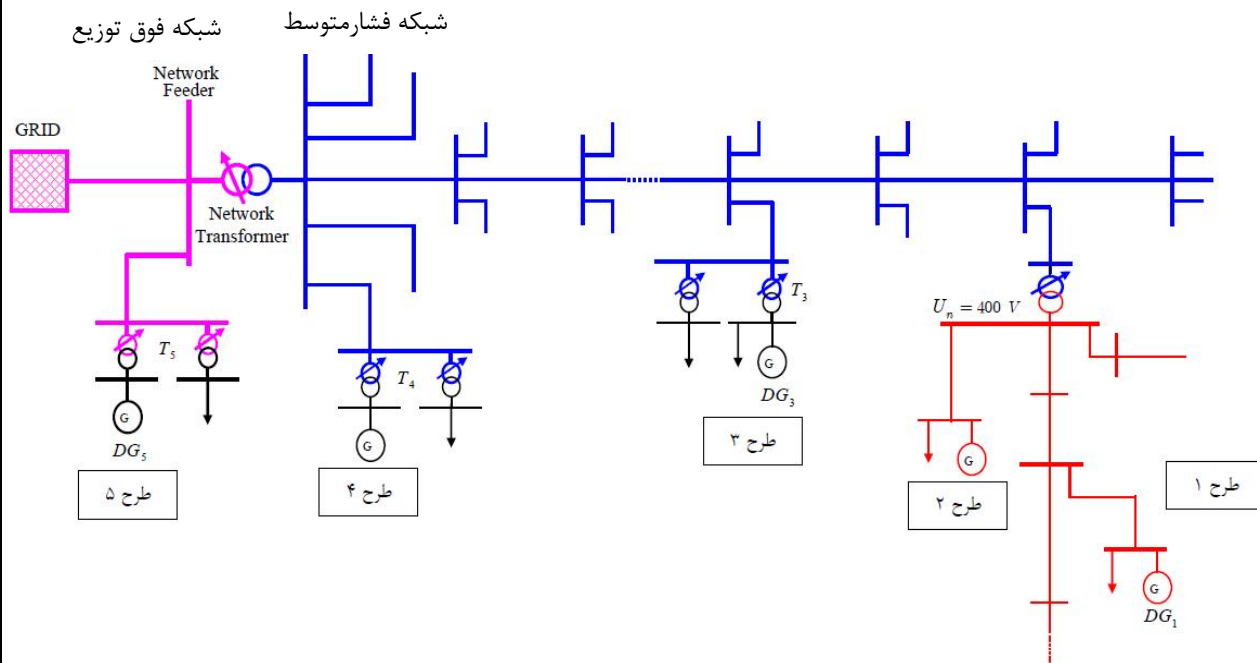 شبکه فوق توزیع
شبکه فشارمتوسط
Network
Feeder
GRID
Network
Transformer
T₃
Uₙ = 400 V
T₅
T₄
G
DG₃
G
DG₅
G
G
طرح ۳
طرح ۵
طرح ۴
طرح ۲
طرح ۱
G
DG₁